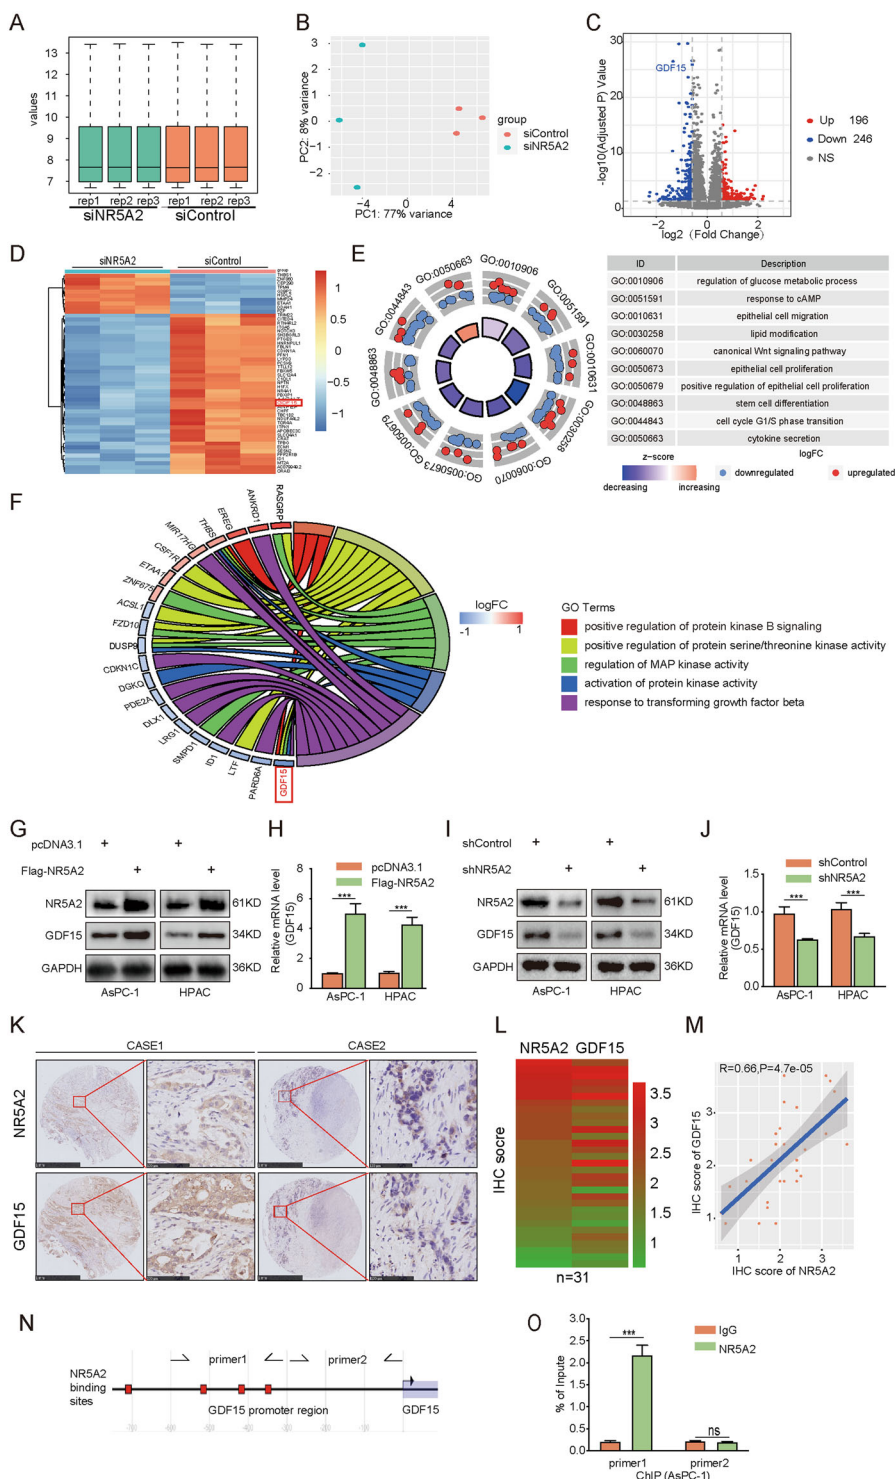 A
values
13
12
11
10
9
8
7
rep1 rep2 rep3 rep1 rep2 rep3
siNR5A2 siControl
B
PC2: 8% variance
3
2
1
0
−1
−2
−4 0 4
PC1: 77% variance
group
siControl
siNR5A2
C
-log10(Adjusted P) Value
30
20
10
0
GDF15
−2 −1 0 1 2
log2 (Fold Change)
Up 196
Down 246
NS
D
siNR5A2 siControl
1
0.5
0
−0.5
−1
E
GO:0050663
GO:0010906
GO:0051591
GO:0010631
GO:0030258
GO:0060070
GO:0050673
GO:0050679
GO:0048863
GO:0044843
ID Description
GO:0010906 regulation of glucose metabolic process
GO:0051591 response to cAMP
GO:0010631 epithelial cell migration
GO:0030258 lipid modification
GO:0060070 canonical Wnt signaling pathway
GO:0050673 epithelial cell proliferation
GO:0050679 positive regulation of epithelial cell proliferation
GO:0048863 stem cell differentiation
GO:0044843 cell cycle G1/S phase transition
GO:0050663 cytokine secretion
z-score
decreasing increasing
logFC
downregulated upregulated
F
RASGRP
ANKRD1
EREG
THBS
MIR17HG
CSF1R
ETAA1
ZNF675
ACSL1
FZD10
DUSP9
CDKN1C
DGKQ
PDE2A
DLX1
LRG1
SMPD1
ID1
LTF
PARD6A
GDF15
logFC
-1 1
GO Terms
positive regulation of protein kinase B signaling
positive regulation of protein serine/threonine kinase activity
regulation of MAP kinase activity
activation of protein kinase activity
response to transforming growth factor beta
G
pcDNA3.1 + +
Flag-NR5A2 + +
NR5A2 61KD
GDF15 34KD
GAPDH 36KD
AsPC-1 HPAC
H
Relative mRNA level
(GDF15)
8
6
4
2
0
pcDNA3.1
Flag-NR5A2
*** ***
AsPC-1 HPAC
I
shControl + +
shNR5A2 + +
NR5A2 61KD
GDF15 34KD
GAPDH 36KD
AsPC-1 HPAC
J
Relative mRNA level
(GDF15)
1.5
1.0
0.5
0.0
shControl
shNR5A2
*** ***
AsPC-1 HPAC
K
CASE1 CASE2
NR5A2
GDF15
L
NR5A2 GDF15
IHC score
3.5
3
2.5
2
1.5
1
n=31
M
R=0.66,P=4.7e-05
IHC score of GDF15
3
2
1
1 2 3
IHC score of NR5A2
N
NR5A2
binding
sites
primer1 primer2
GDF15 promoter region GDF15
O
% of Inpute
3.0
2.5
2.0
1.5
1.0
0.5
0.0
IgG
NR5A2
*** ns
primer1 primer2
ChIP (AsPC-1)